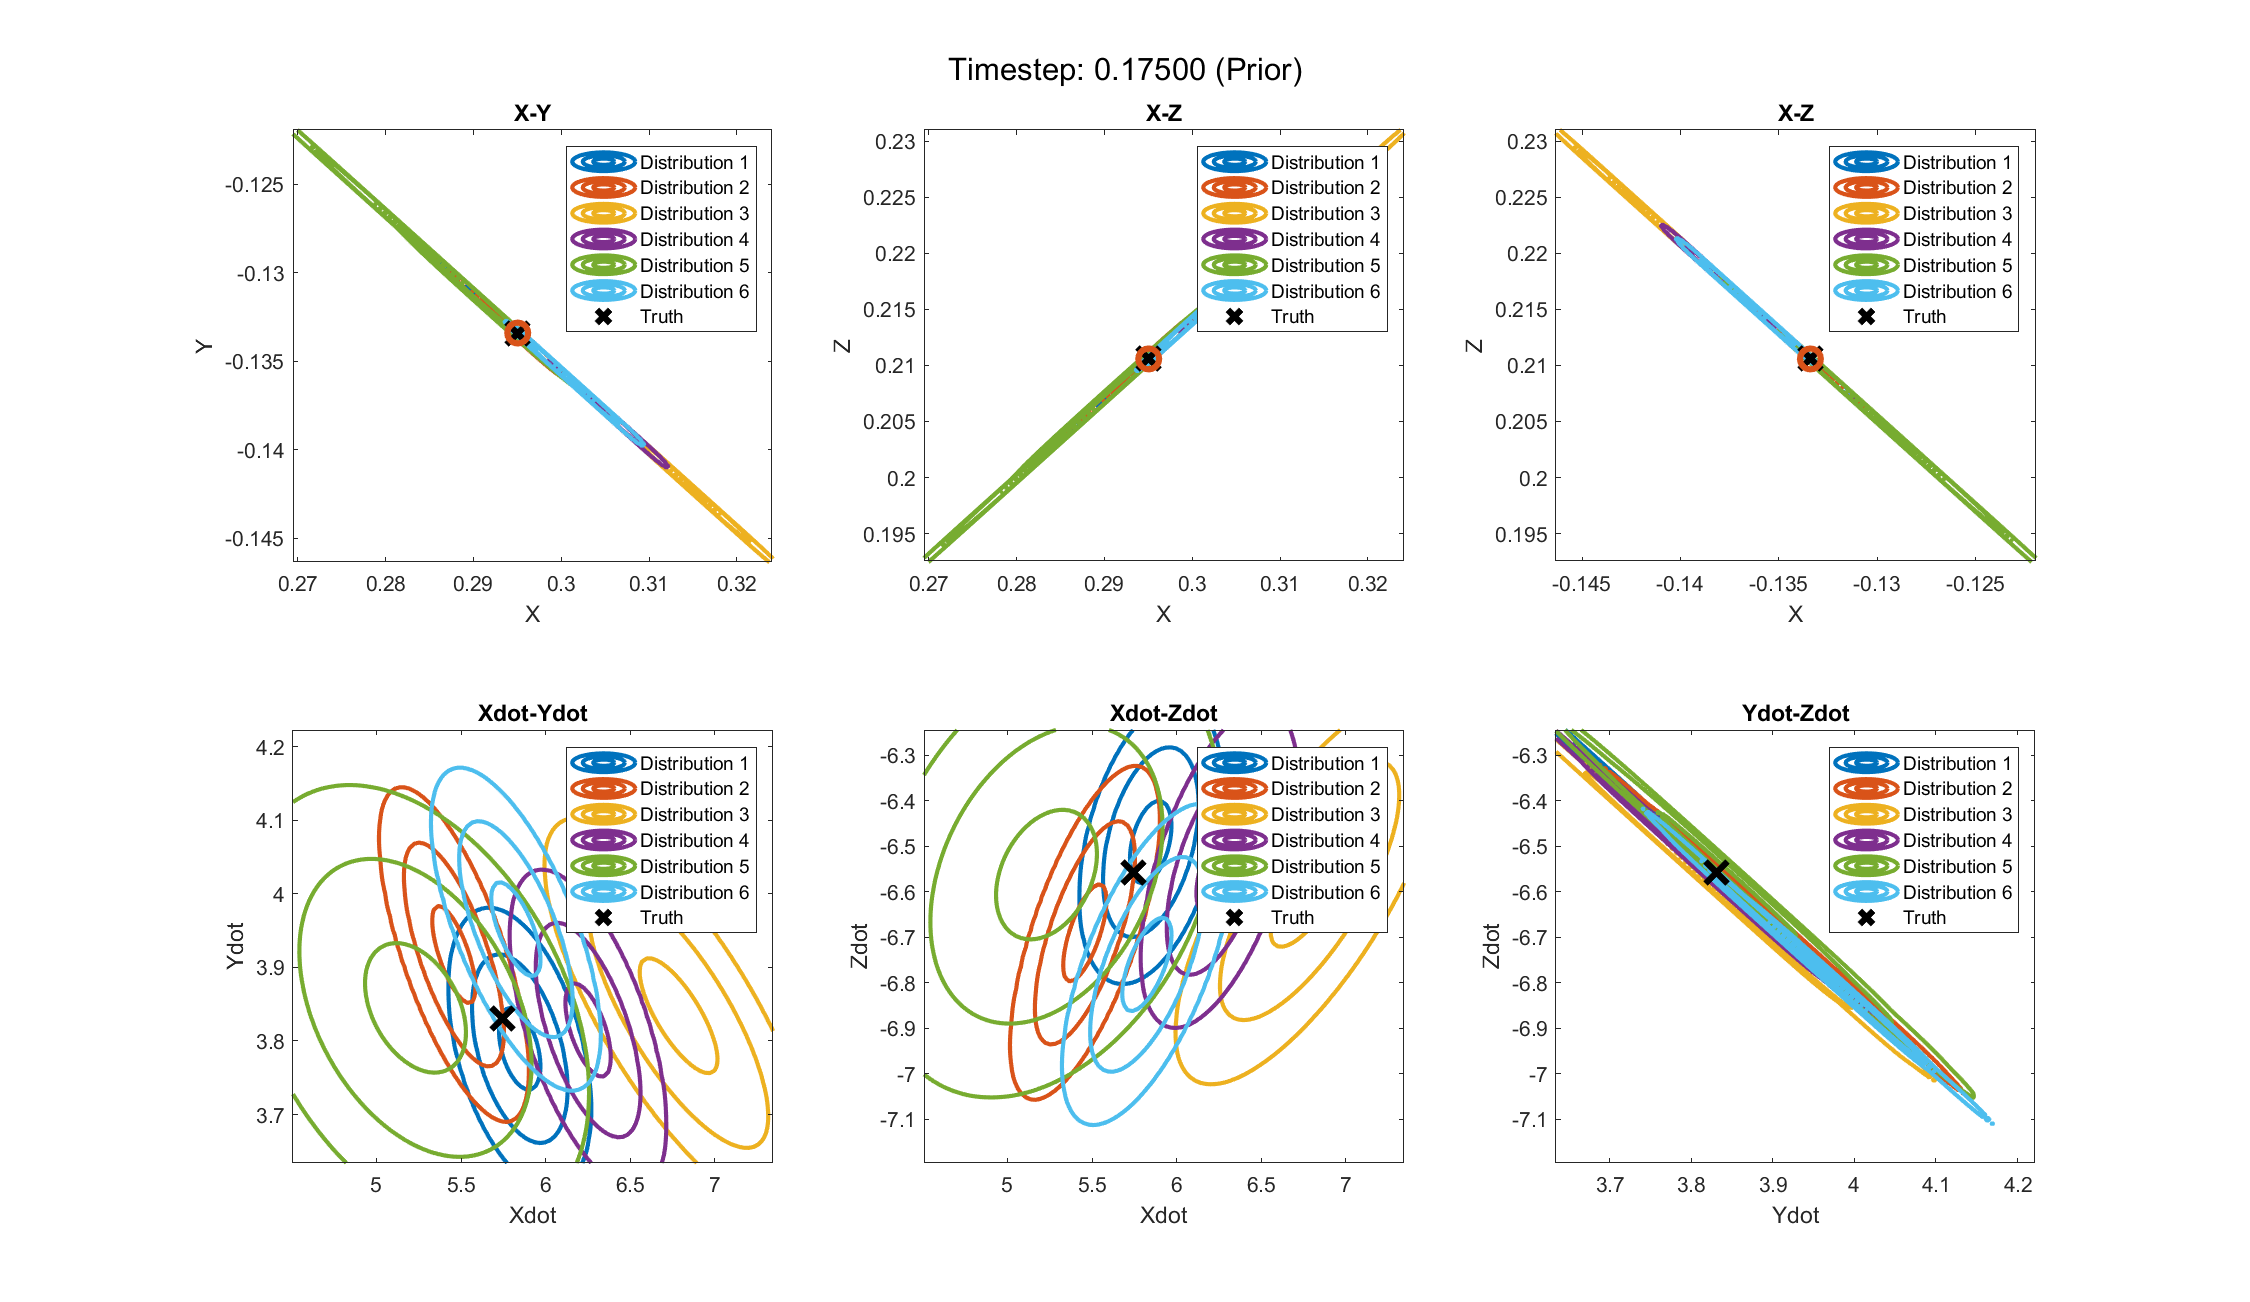 Timestep: 0.17500 (Prior)
X-Y
-0.125
-0.13
-0.135
-0.14
-0.145
Y
0.27 0.28 0.29 0.3 0.31 0.32
X
Distribution 1
Distribution 2
Distribution 3
Distribution 4
Distribution 5
Distribution 6
Truth
X-Z
0.23
0.225
0.22
0.215
0.21
0.205
0.2
0.195
Z
0.27 0.28 0.29 0.3 0.31 0.32
X
Distribution 1
Distribution 2
Distribution 3
Distribution 4
Distribution 5
Distribution 6
Truth
X-Z
0.23
0.225
0.22
0.215
0.21
0.205
0.2
0.195
Z
-0.145 -0.14 -0.135 -0.13 -0.125
X
Distribution 1
Distribution 2
Distribution 3
Distribution 4
Distribution 5
Distribution 6
Truth
Xdot-Ydot
4.2
4.1
4
3.9
3.8
3.7
Ydot
5 5.5 6 6.5 7
Xdot
Distribution 1
Distribution 2
Distribution 3
Distribution 4
Distribution 5
Distribution 6
Truth
Xdot-Zdot
-6.3
-6.4
-6.5
-6.6
-6.7
-6.8
-6.9
-7
-7.1
Zdot
5 5.5 6 6.5 7
Xdot
Distribution 1
Distribution 2
Distribution 3
Distribution 4
Distribution 5
Distribution 6
Truth
Ydot-Zdot
-6.3
-6.4
-6.5
-6.6
-6.7
-6.8
-6.9
-7
-7.1
Zdot
3.7 3.8 3.9 4 4.1 4.2
Ydot
Distribution 1
Distribution 2
Distribution 3
Distribution 4
Distribution 5
Distribution 6
Truth